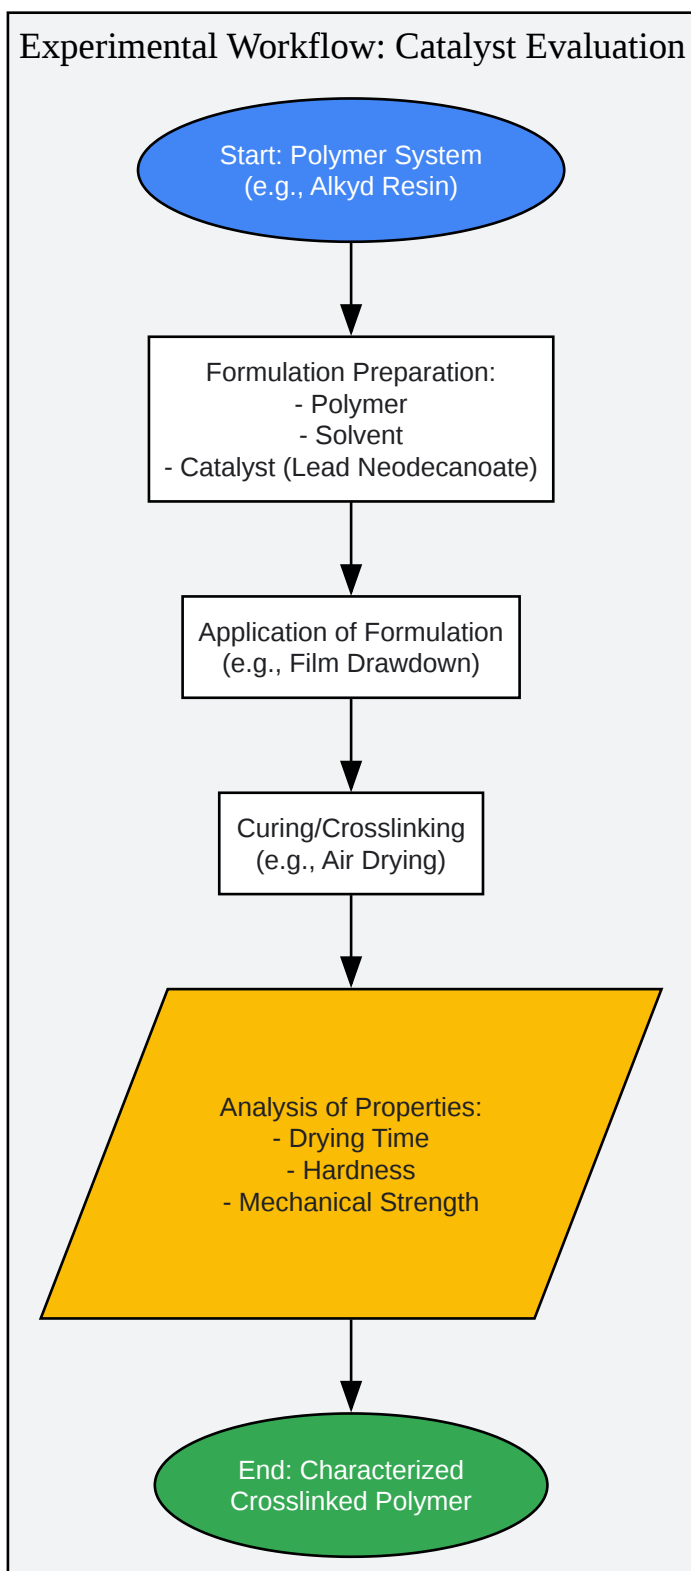 Experimental Workflow: Catalyst Evaluation
Start: Polymer System
(e.g., Alkyd Resin)
Formulation Preparation:
- Polymer
- Solvent
- Catalyst (Lead Neodecanoate)
Application of Formulation
(e.g., Film Drawdown)
Curing/Crosslinking
(e.g., Air Drying)
Analysis of Properties:
- Drying Time
- Hardness
- Mechanical Strength
End: Characterized
Crosslinked Polymer